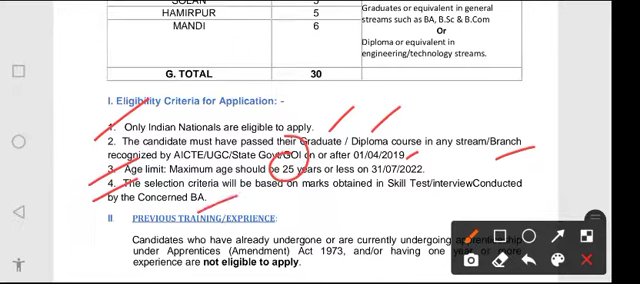 SOLAN 5 Graduates or equivalent in general
HAMIRPUR 5 streams such as BA, B.Sc & B.Com
MANDI 6 Or
Diploma or equivalent in
engineering/technology streams.
G. TOTAL 30
I. Eligibility Criteria for Application: -
1. Only Indian Nationals are eligible to apply.
2. The candidate must have passed their Graduate / Diploma course in any stream/Branch
recognized by AICTE/UGC/State Govt/GOI on or after 01/04/2019
3. Age limit: Maximum age should be 25 years or less on 31/07/2022.
4. The selection criteria will be based on marks obtained in Skill Test/interviewConducted
by the Concerned BA.
II PREVIOUS TRAINING/EXPRIENCE:
Candidates who have already undergone or are currently undergoing apprenticeship
under Apprentices (Amendment) Act 1973, and/or having one year or more
experience are not eligible to apply.